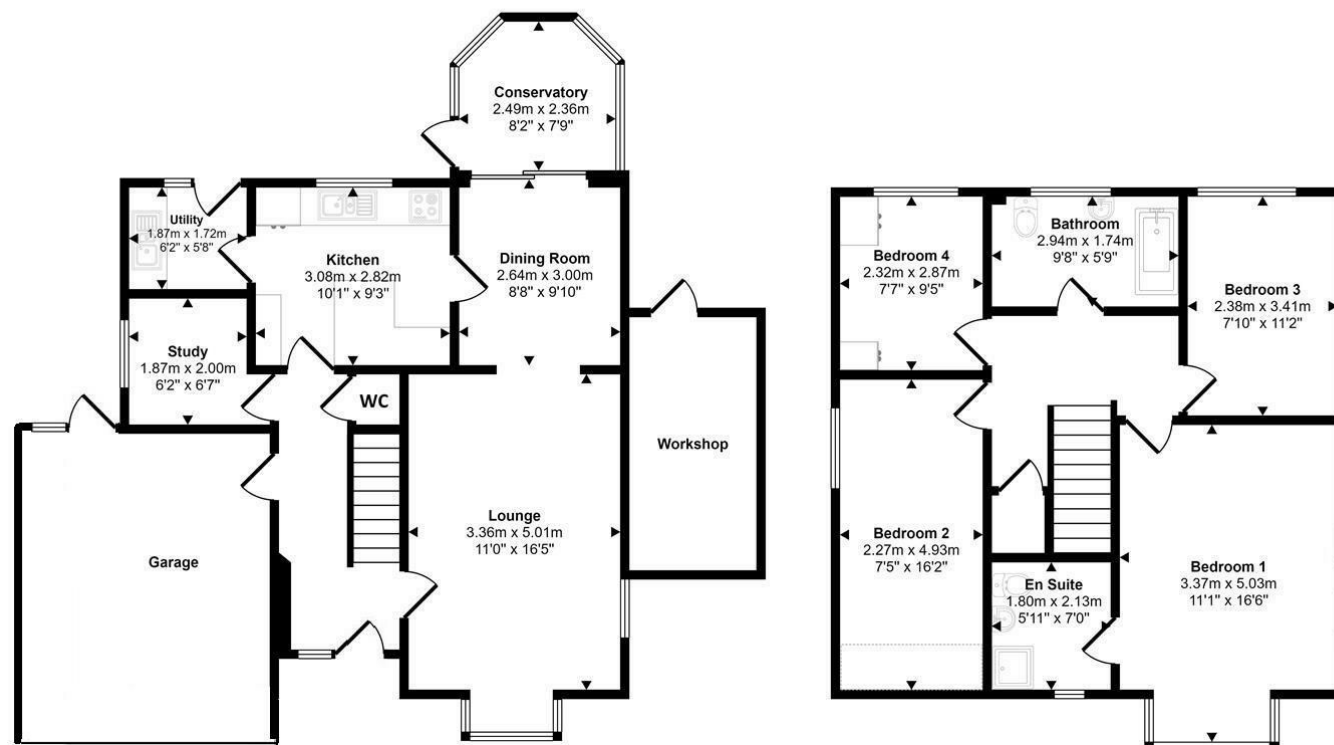 Conservatory
2.49m x 2.36m
8'2" x 7'9"
Utility
1.87m x 1.72m
6'2" x 5'8"
Kitchen
3.08m x 2.82m
10'1" x 9'3"
Dining Room
2.64m x 3.00m
8'8" x 9'10"
Study
1.87m x 2.00m
6'2" x 6'7"
WC
Workshop
Lounge
3.36m x 5.01m
11'0" x 16'5"
Garage
Bedroom 4
2.32m x 2.87m
7'7" x 9'5"
Bathroom
2.94m x 1.74m
9'8" x 5'9"
Bedroom 3
2.38m x 3.41m
7'10" x 11'2"
Bedroom 2
2.27m x 4.93m
7'5" x 16'2"
En Suite
1.80m x 2.13m
5'11" x 7'0"
Bedroom 1
3.37m x 5.03m
11'1" x 16'6"